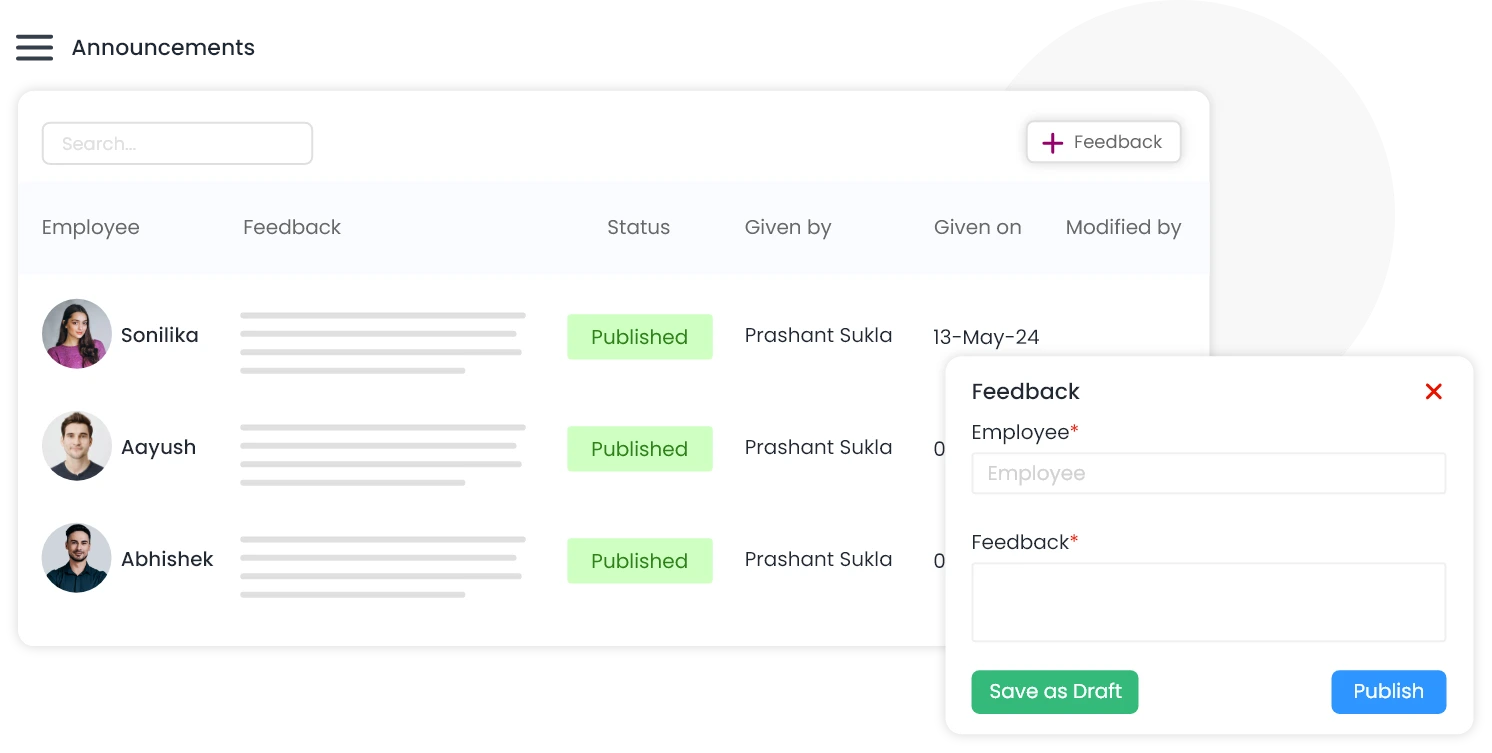 Announcements
Search...
Feedback
Employee Feedback Status Given by Given on Modified by
Sonilika Published Prashant Sukla 13-May-24
Aayush Published Prashant Sukla 0
Abhishek Published Prashant Sukla 0
Feedback
Employee*
Employee
Feedback*
Save as Draft Publish